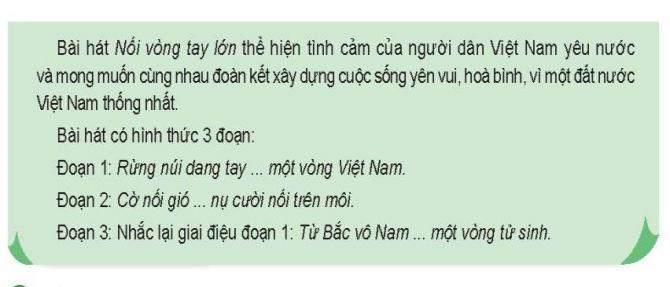 Bài hát Nối vòng tay lớn thể hiện tình cảm của người dân Việt Nam yêu nước
và mong muốn cùng nhau đoàn kết xây dựng cuộc sống yên vui, hoà bình, vì một đất nước
Việt Nam thống nhất.
Bài hát có hình thức 3 đoạn:
Đoạn 1: Rừng núi dang tay ... một vòng Việt Nam.
Đoạn 2: Cờ nối gió ... nụ cười nối trên môi.
Đoạn 3: Nhắc lại giai điệu đoạn 1: Từ Bắc vô Nam ... một vòng tử sinh.